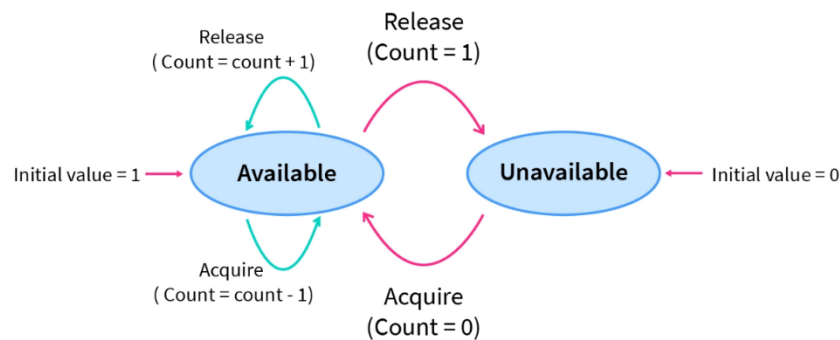 Release
( Count = count + 1)
Release
(Count = 1)
Initial value = 1
Available
Unavailable
Initial value = 0
Acquire
( Count = count - 1)
Acquire
(Count = 0)